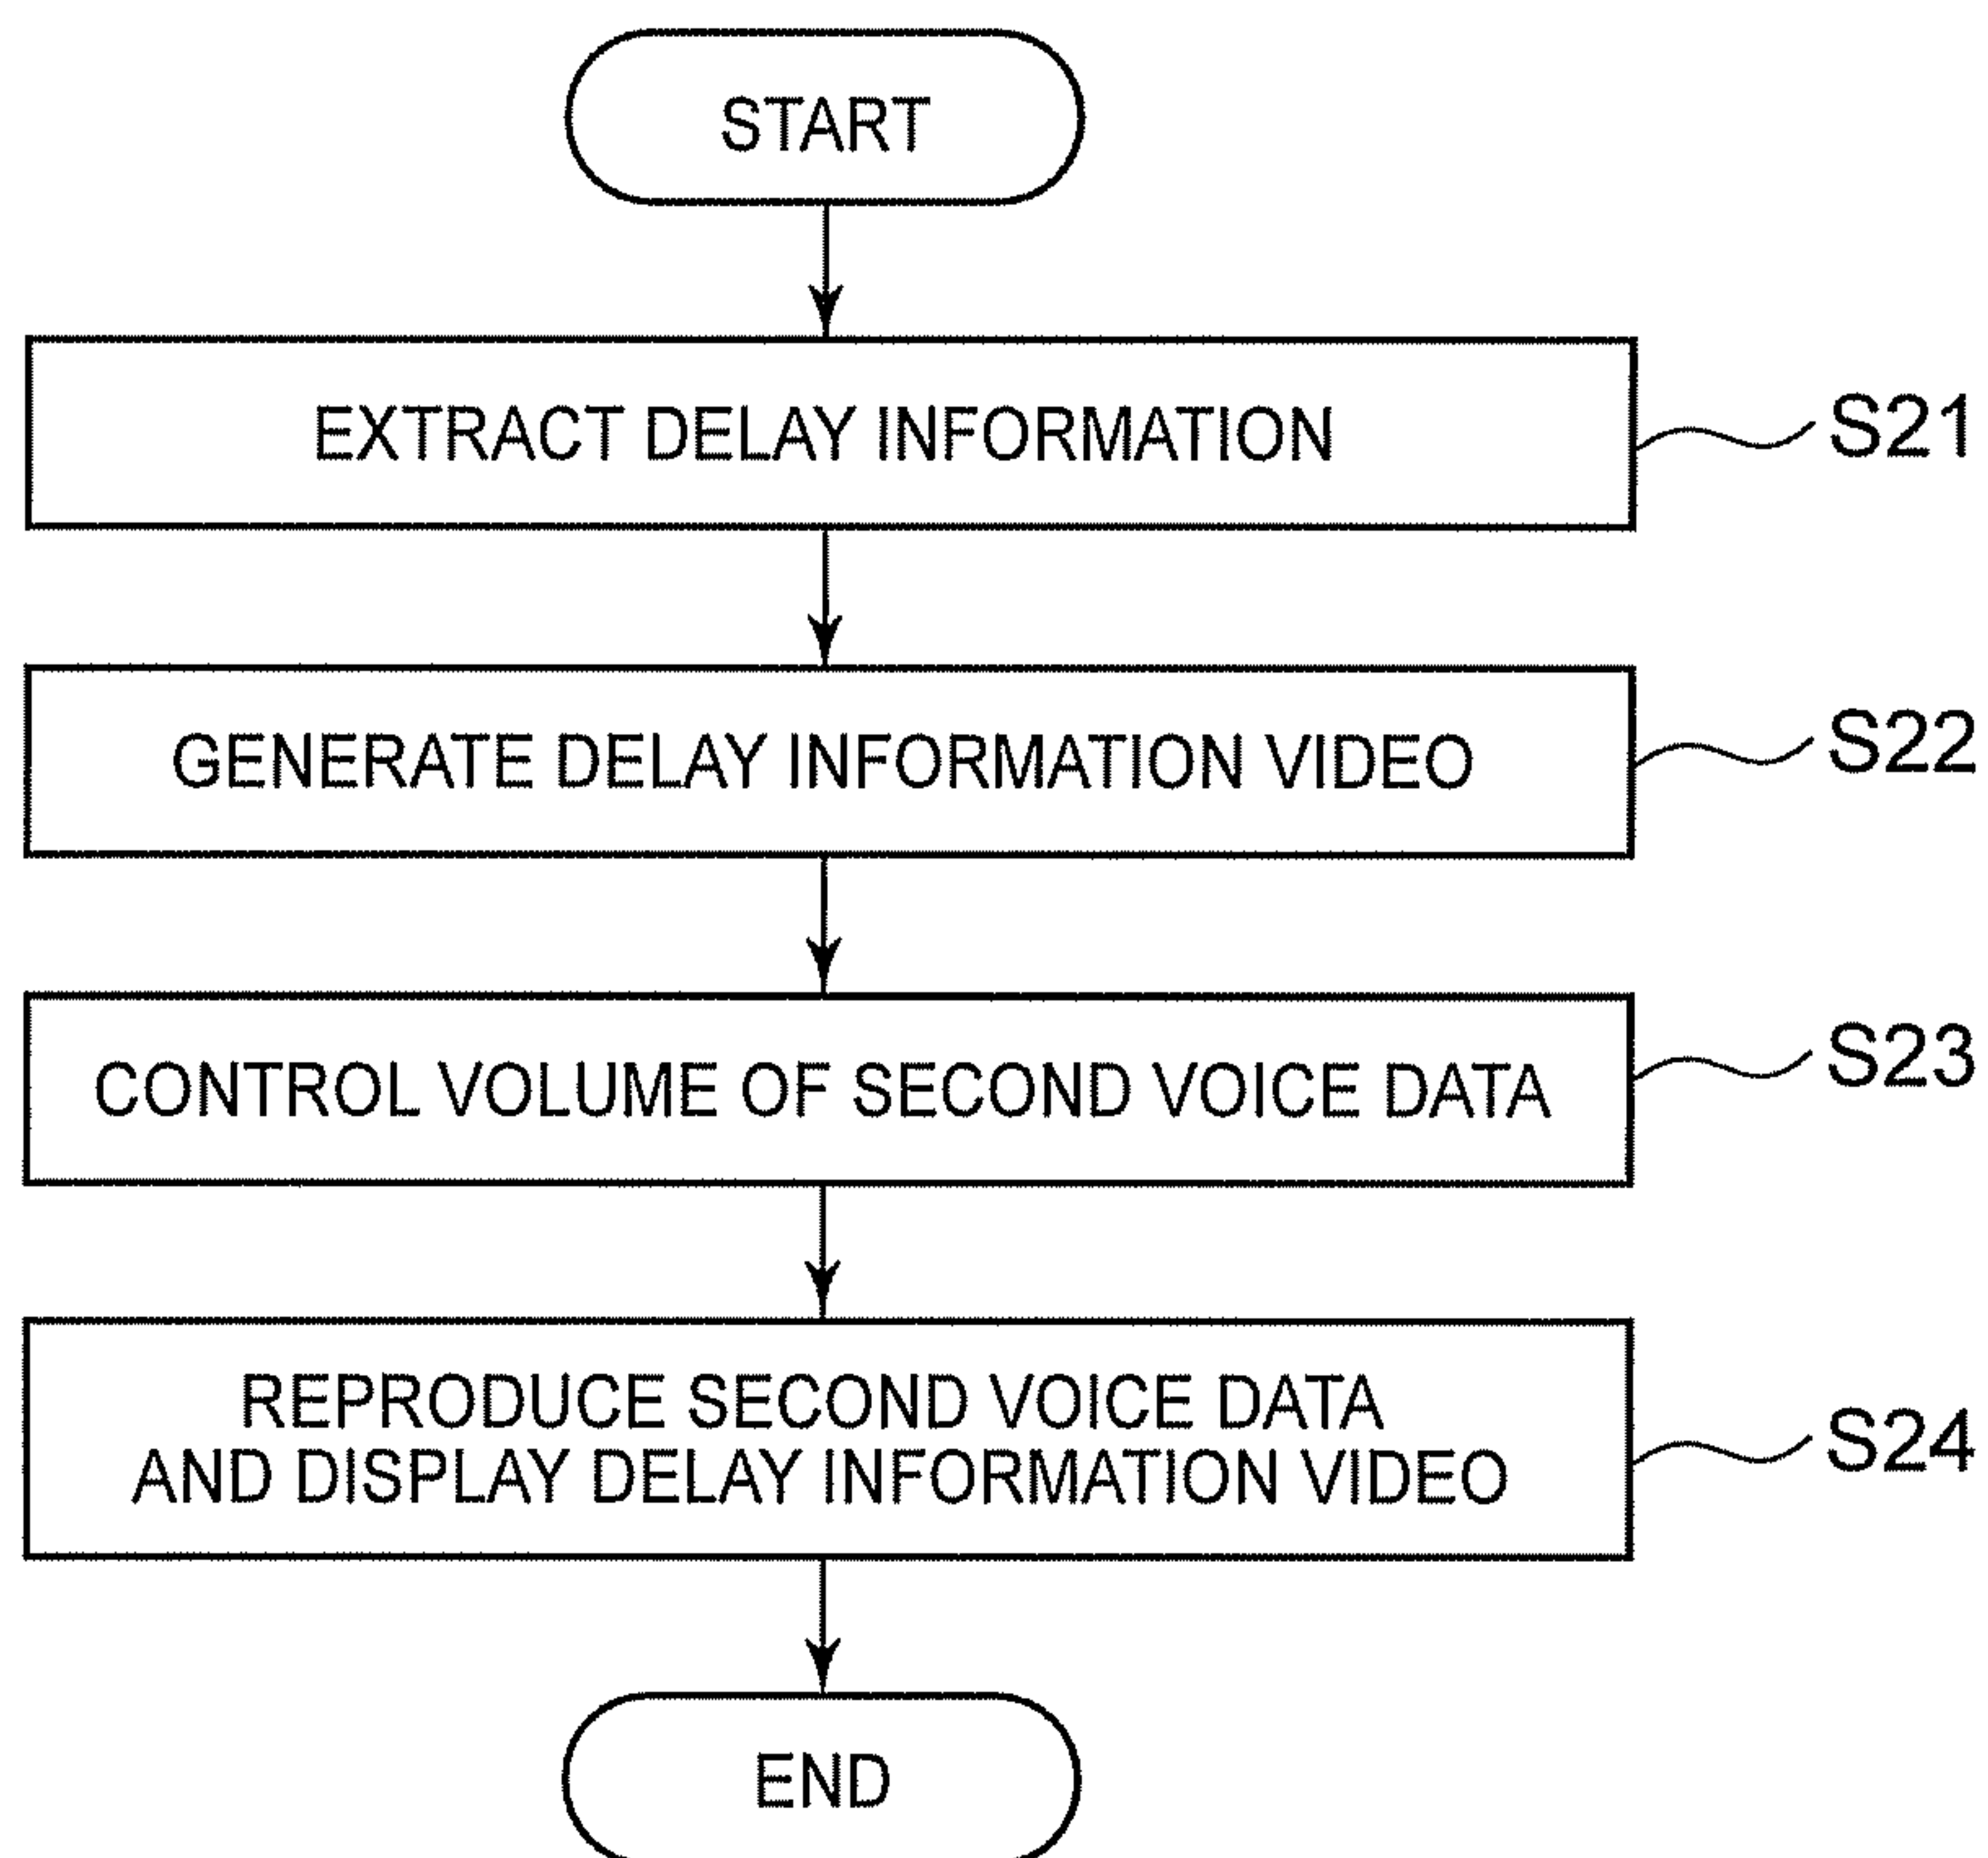 START
EXTRACT DELAY INFORMATION
S21
GENERATE DELAY INFORMATION VIDEO
S22
CONTROL VOLUME OF SECOND VOICE DATA
S23
REPRODUCE SECOND VOICE DATA
AND DISPLAY DELAY INFORMATION VIDEO
S24
END